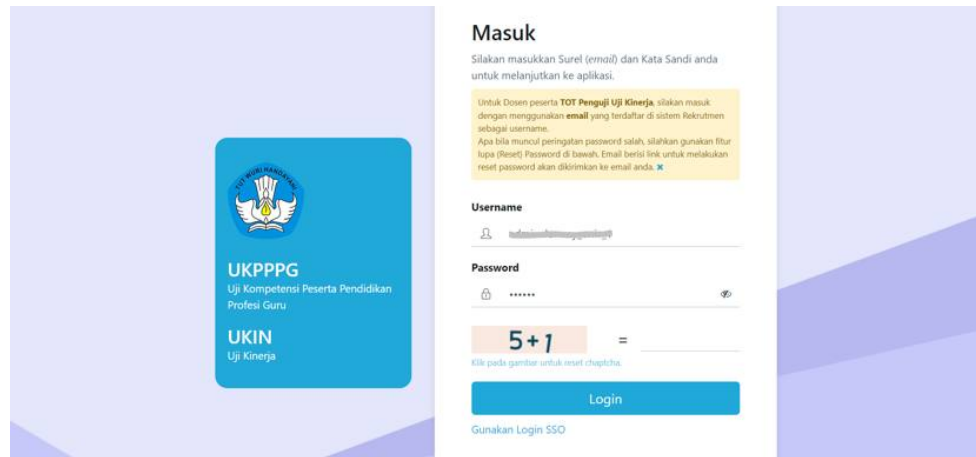 Masuk
Silakan masukkan Surel (email) dan Kata Sandi anda
untuk melanjutkan ke aplikasi.
Untuk Dosen peserta TOT Penguji Uji Kinerja, silakan masuk
dengan menggunakan email yang terdaftar di sistem Rekrutmen
sebagai username.
Apa bila muncul peringatan password salah, silahkan gunakan fitur
lupa (Reset) Password di bawah. Email berisi link untuk melakukan
reset password akan dikirimkan ke email anda.
TUT WURI HANDAYANI
UKPPPG
Uji Kompetensi Peserta Pendidikan
Profesi Guru
UKIN
Uji Kinerja
Username
Password
5+1 =
Klik pada gambar untuk reset chaptcha.
Login
Gunakan Login SSO